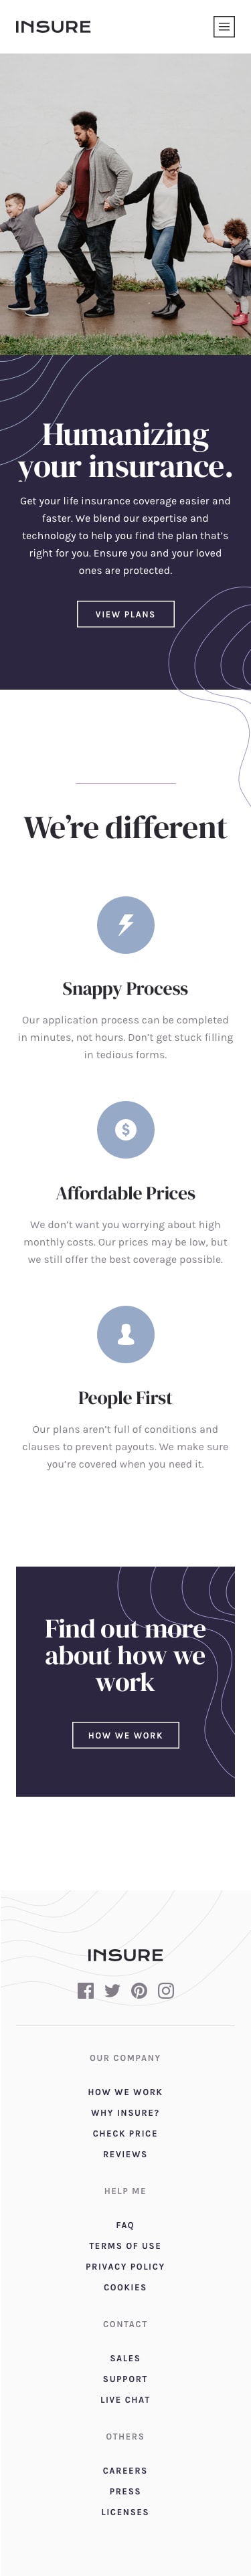 INSURE
Humanizing
your insurance.
Get your life insurance coverage easier and
faster. We blend our expertise and
technology to help you find the plan that’s
right for you. Ensure you and your loved
ones are protected.
VIEW PLANS
We’re different
Snappy Process
Our application process can be completed
in minutes, not hours. Don’t get stuck filling
in tedious forms.
Affordable Prices
We don’t want you worrying about high
monthly costs. Our prices may be low, but
we still offer the best coverage possible.
People First
Our plans aren’t full of conditions and
clauses to prevent payouts. We make sure
you’re covered when you need it.
Find out more
about how we
work
HOW WE WORK
INSURE
OUR COMPANY
HOW WE WORK
WHY INSURE?
CHECK PRICE
REVIEWS
HELP ME
FAQ
TERMS OF USE
PRIVACY POLICY
COOKIES
CONTACT
SALES
SUPPORT
LIVE CHAT
OTHERS
CAREERS
PRESS
LICENSES